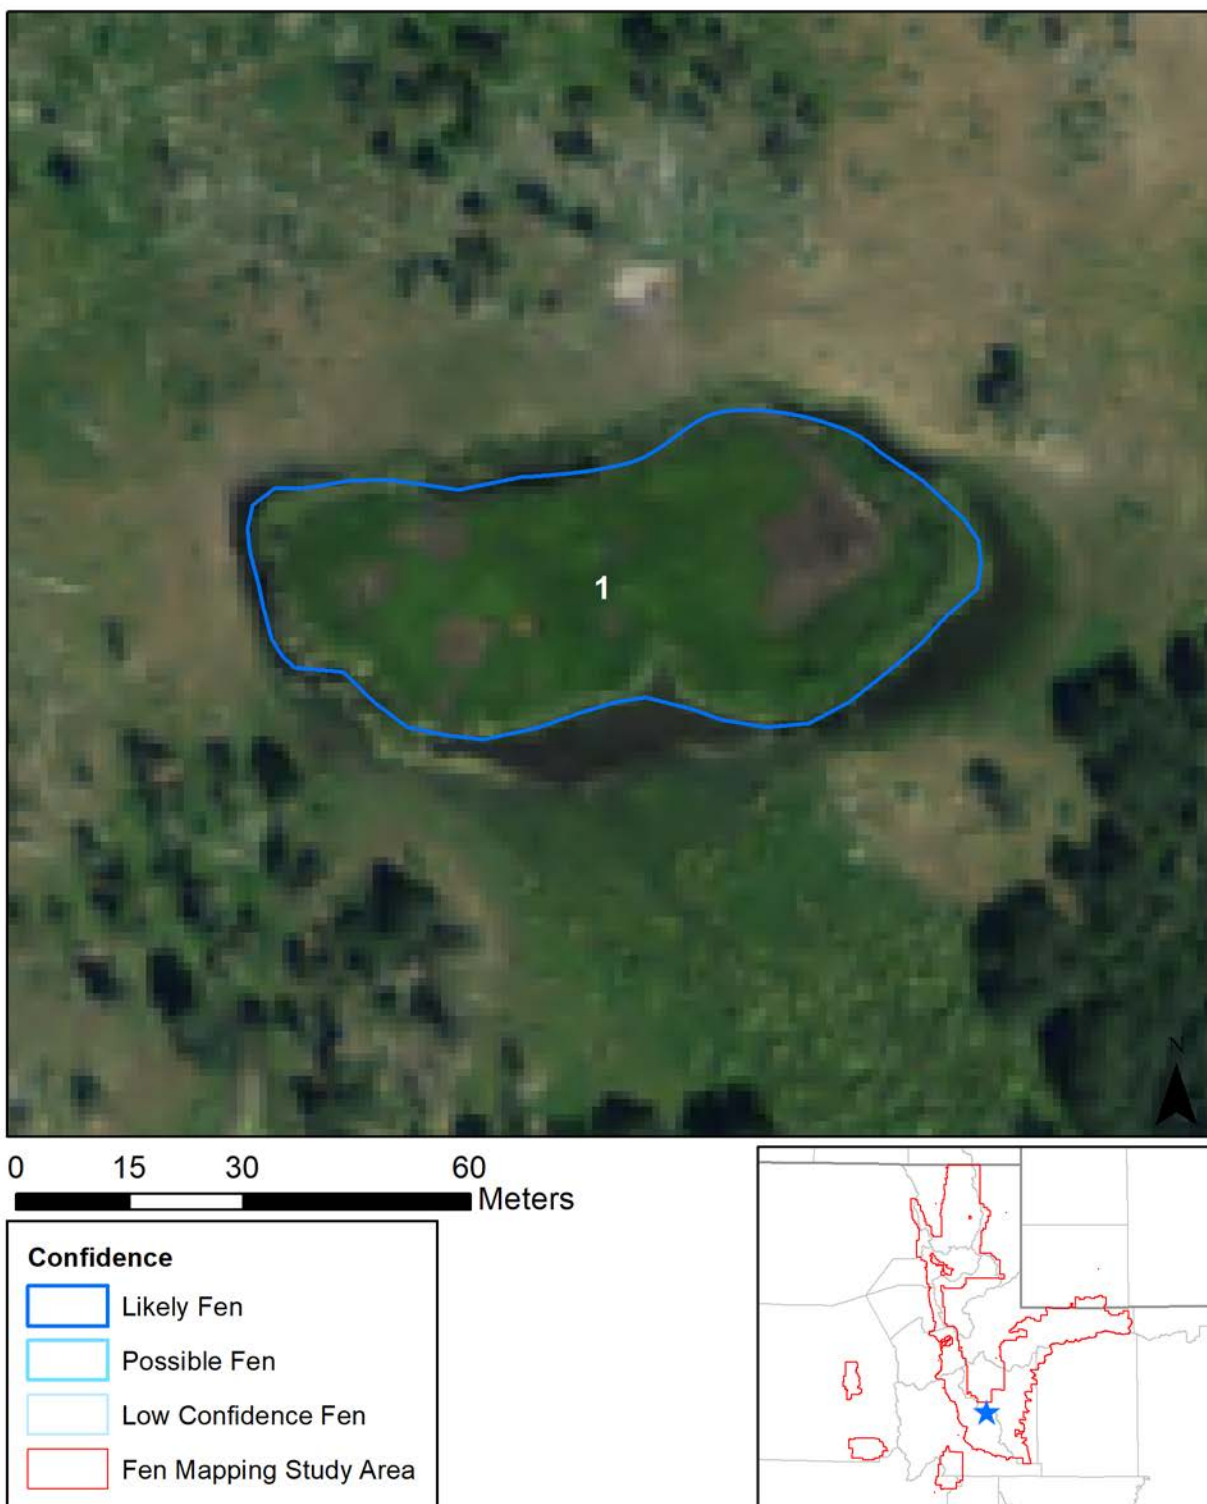 1
N
0 15 30 60
Meters
Confidence
Likely Fen
Possible Fen
Low Confidence Fen
Fen Mapping Study Area